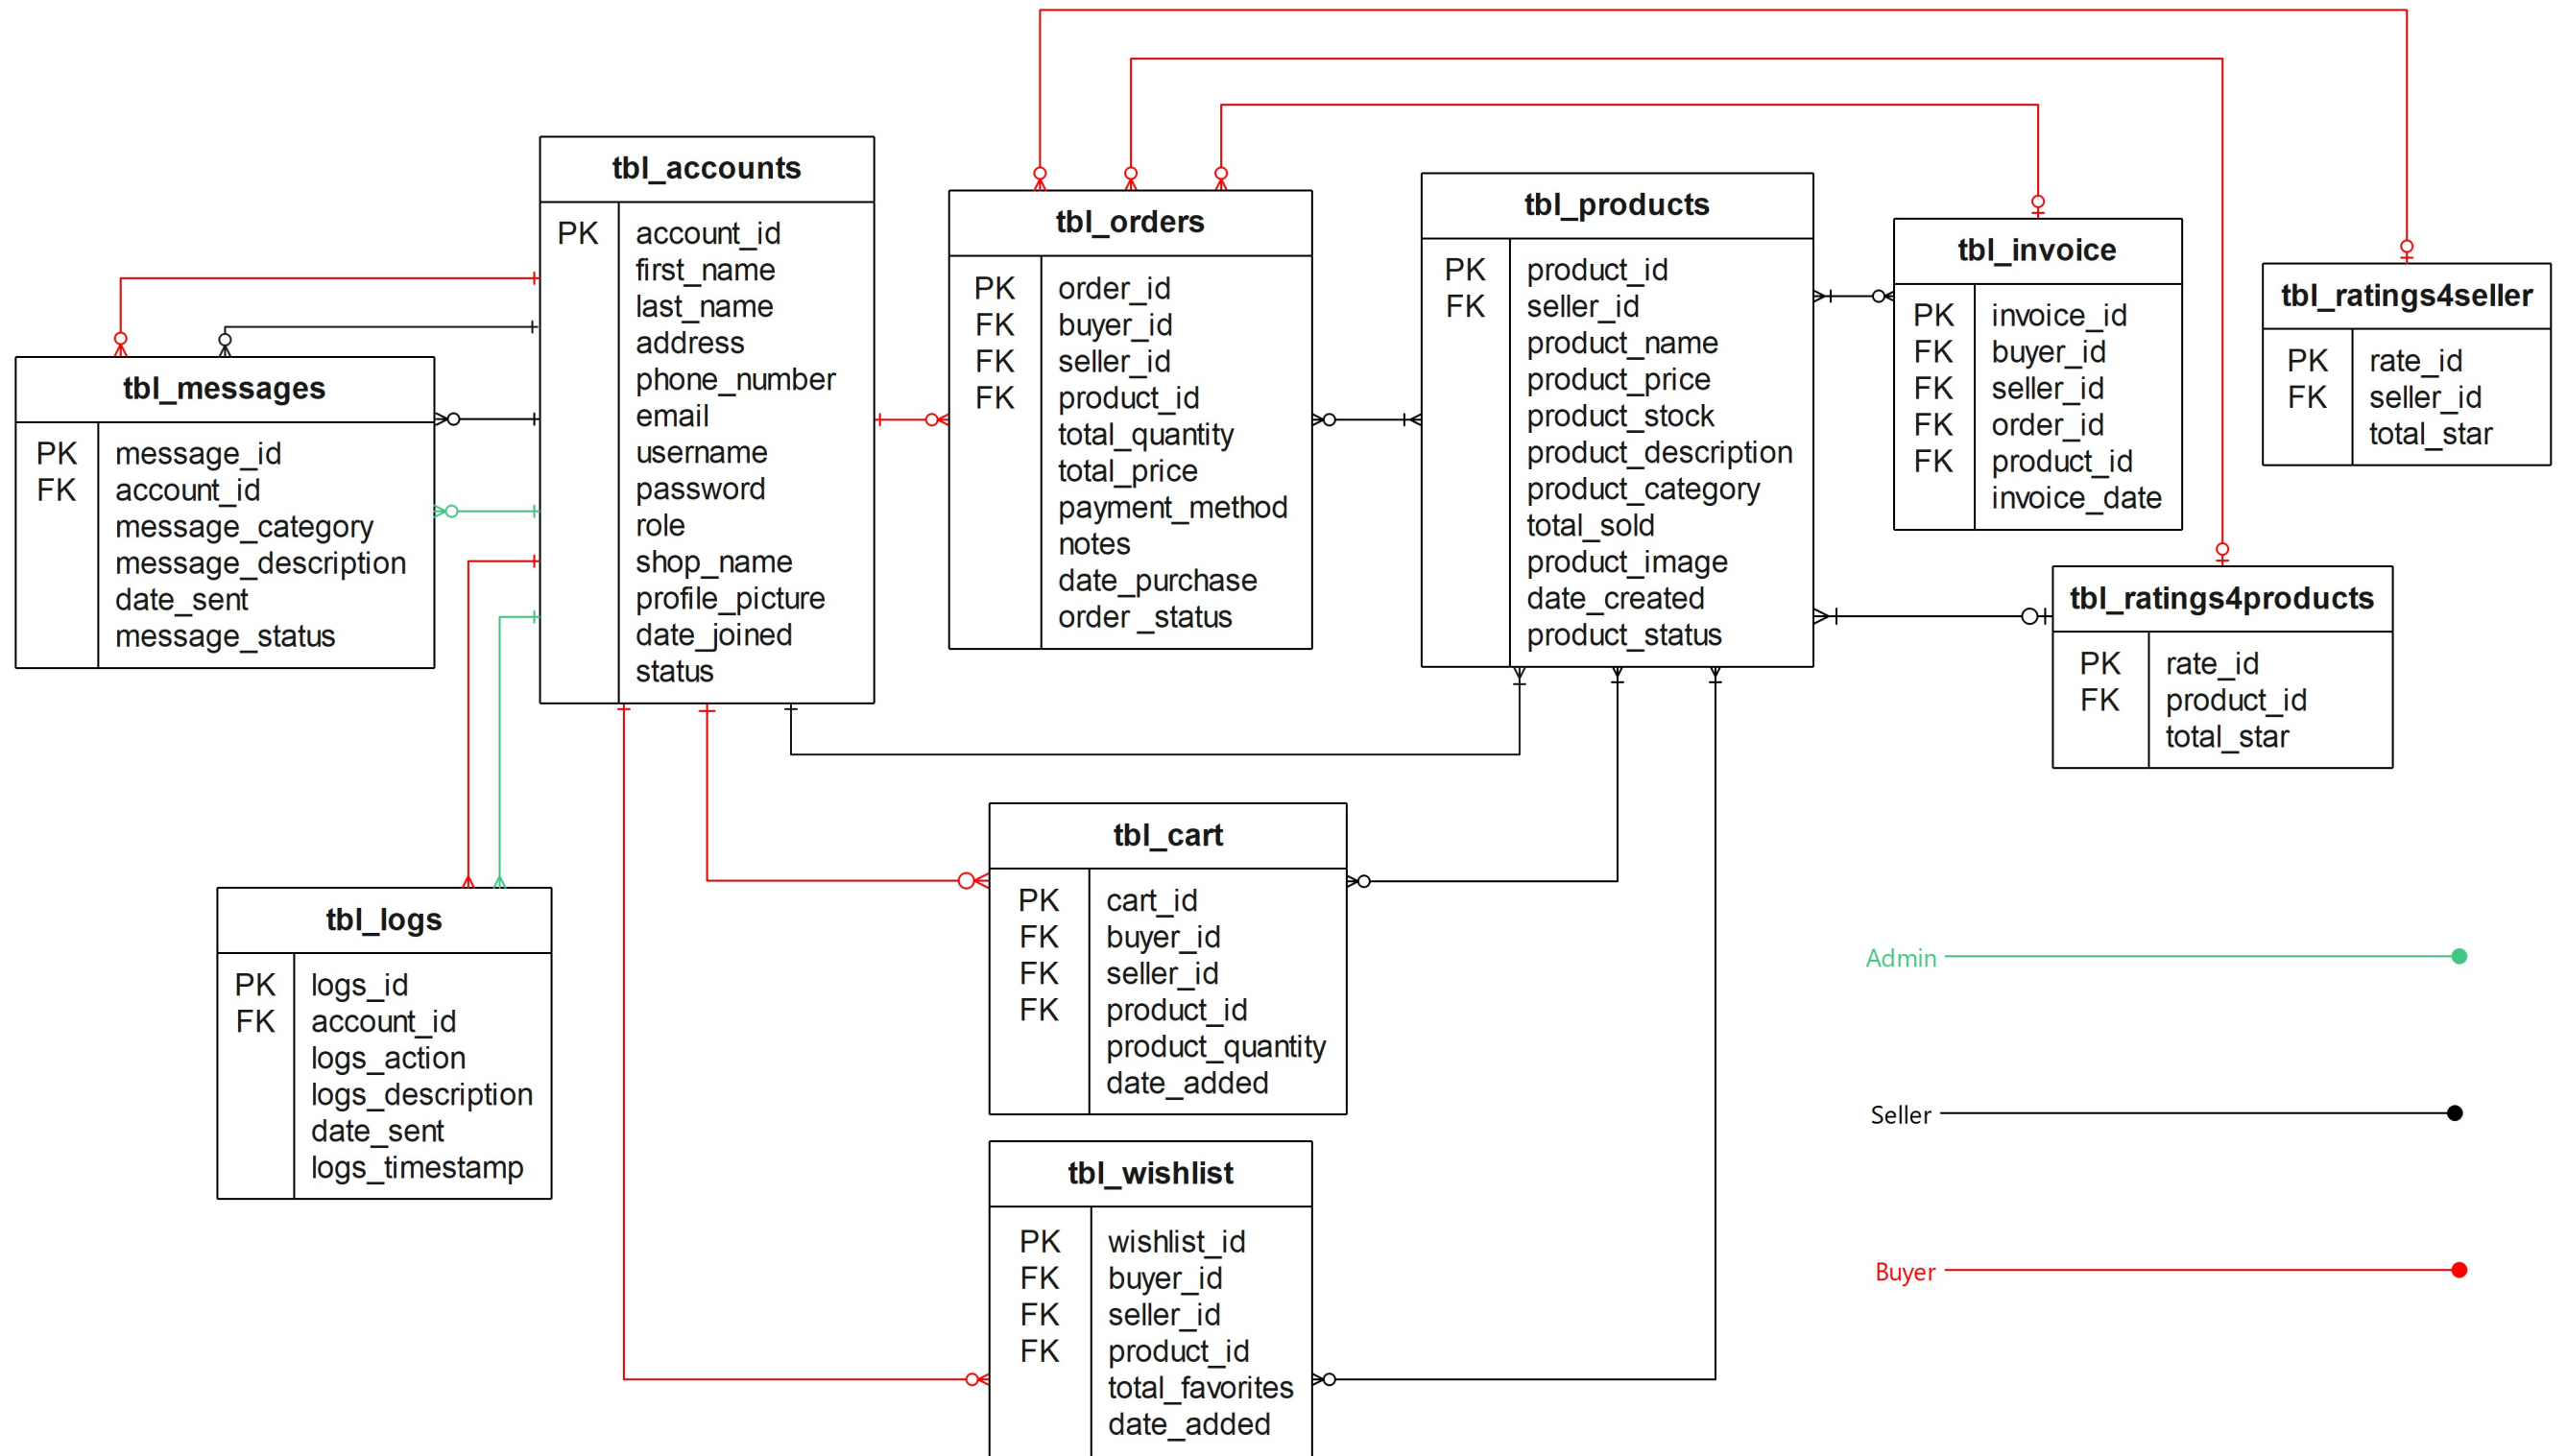 tbl_accounts
PK account_id
first_name
last_name
address
phone_number
email
username
password
role
shop_name
profile_picture
date_joined
status
tbl_orders
PK order_id
FK buyer_id
FK seller_id
FK product_id
total_quantity
total_price
payment_method
notes
date_purchase
order _status
tbl_products
PK product_id
FK seller_id
product_name
product_price
product_stock
product_description
product_category
total_sold
product_image
date_created
product_status
tbl_invoice
PK invoice_id
FK buyer_id
FK seller_id
FK order_id
FK product_id
invoice_date
tbl_ratings4seller
PK rate_id
FK seller_id
total_star
tbl_messages
PK message_id
FK account_id
message_category
message_description
date_sent
message_status
tbl_ratings4products
PK rate_id
FK product_id
total_star
tbl_logs
PK logs_id
FK account_id
logs_action
logs_description
date_sent
logs_timestamp
tbl_cart
PK cart_id
FK buyer_id
FK seller_id
FK product_id
product_quantity
date_added
tbl_wishlist
PK wishlist_id
FK buyer_id
FK seller_id
FK product_id
total_favorites
date_added
Admin
Seller
Buyer